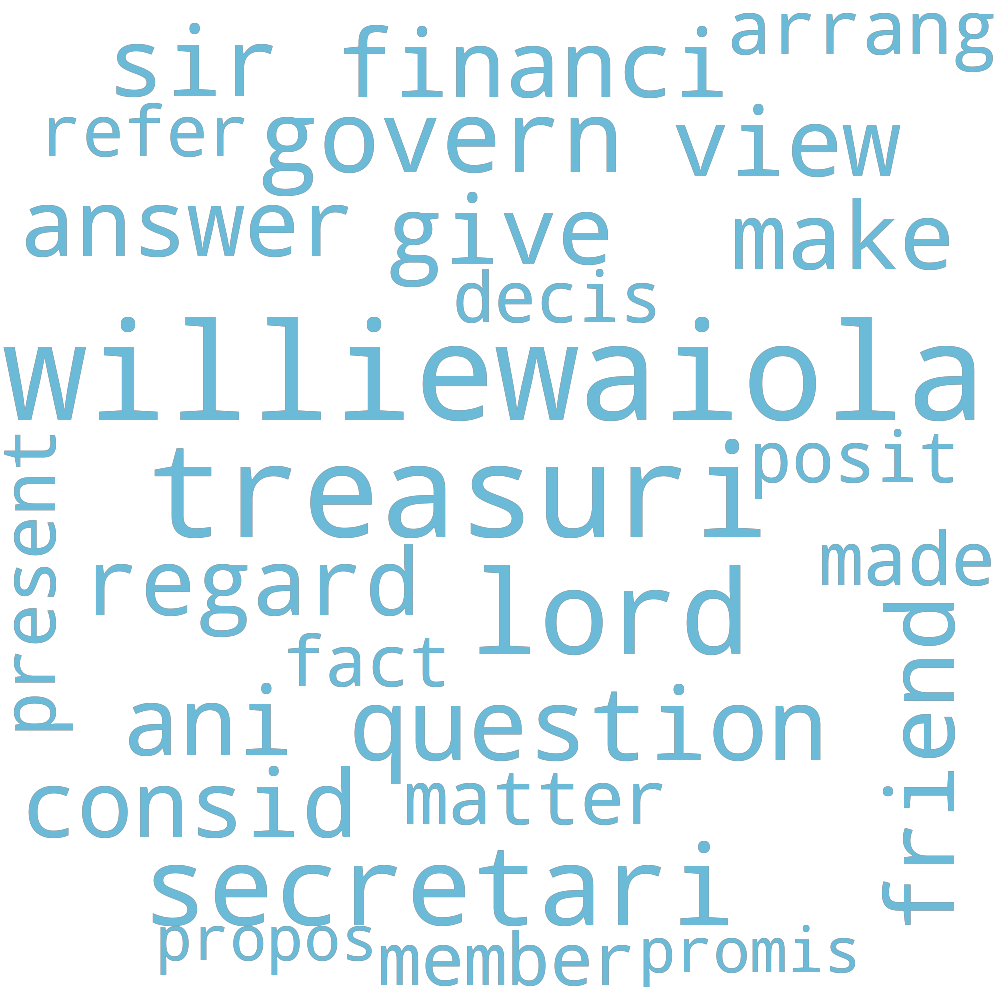 arrang
sir financi
refer govern view
answer give make
decis
williewaiola
treasuri posit
present
regard lord made
fact
friend
ani question
consid matter
secretari
propos member promis